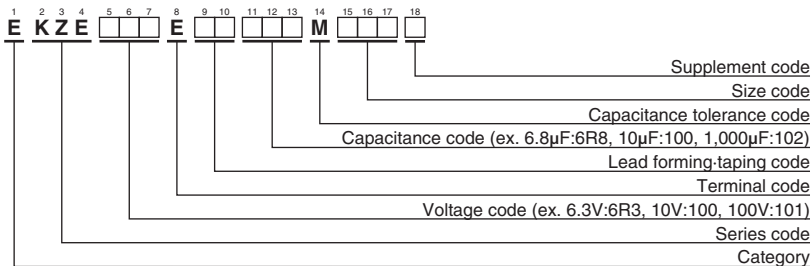 1 2 3 4 5 6 7 8 9 10 11 12 13 14 15 16 17 18
E KZE □□□ E □□ □□□ M □□□ □
Supplement code
Size code
Capacitance tolerance code
Capacitance code (ex. 6.8µF:6R8, 10µF:100, 1,000µF:102)
Lead forming·taping code
Terminal code
Voltage code (ex. 6.3V:6R3, 10V:100, 100V:101)
Series code
Category